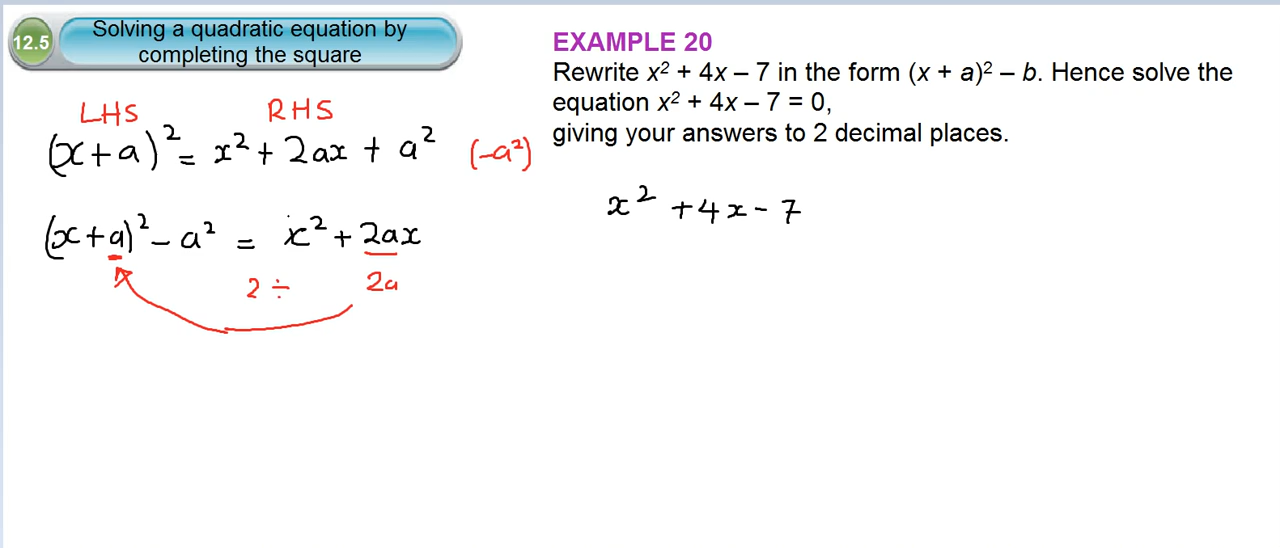 12.5
Solving a quadratic equation by
completing the square
LHS RHS
(x+a)² = x² + 2ax + a² (-a²)
(x+a)² - a² = x² + 2ax
2 ÷ 2a
EXAMPLE 20
Rewrite x² + 4x – 7 in the form (x + a)² – b. Hence solve the
equation x² + 4x – 7 = 0,
giving your answers to 2 decimal places.
x² + 4x - 7